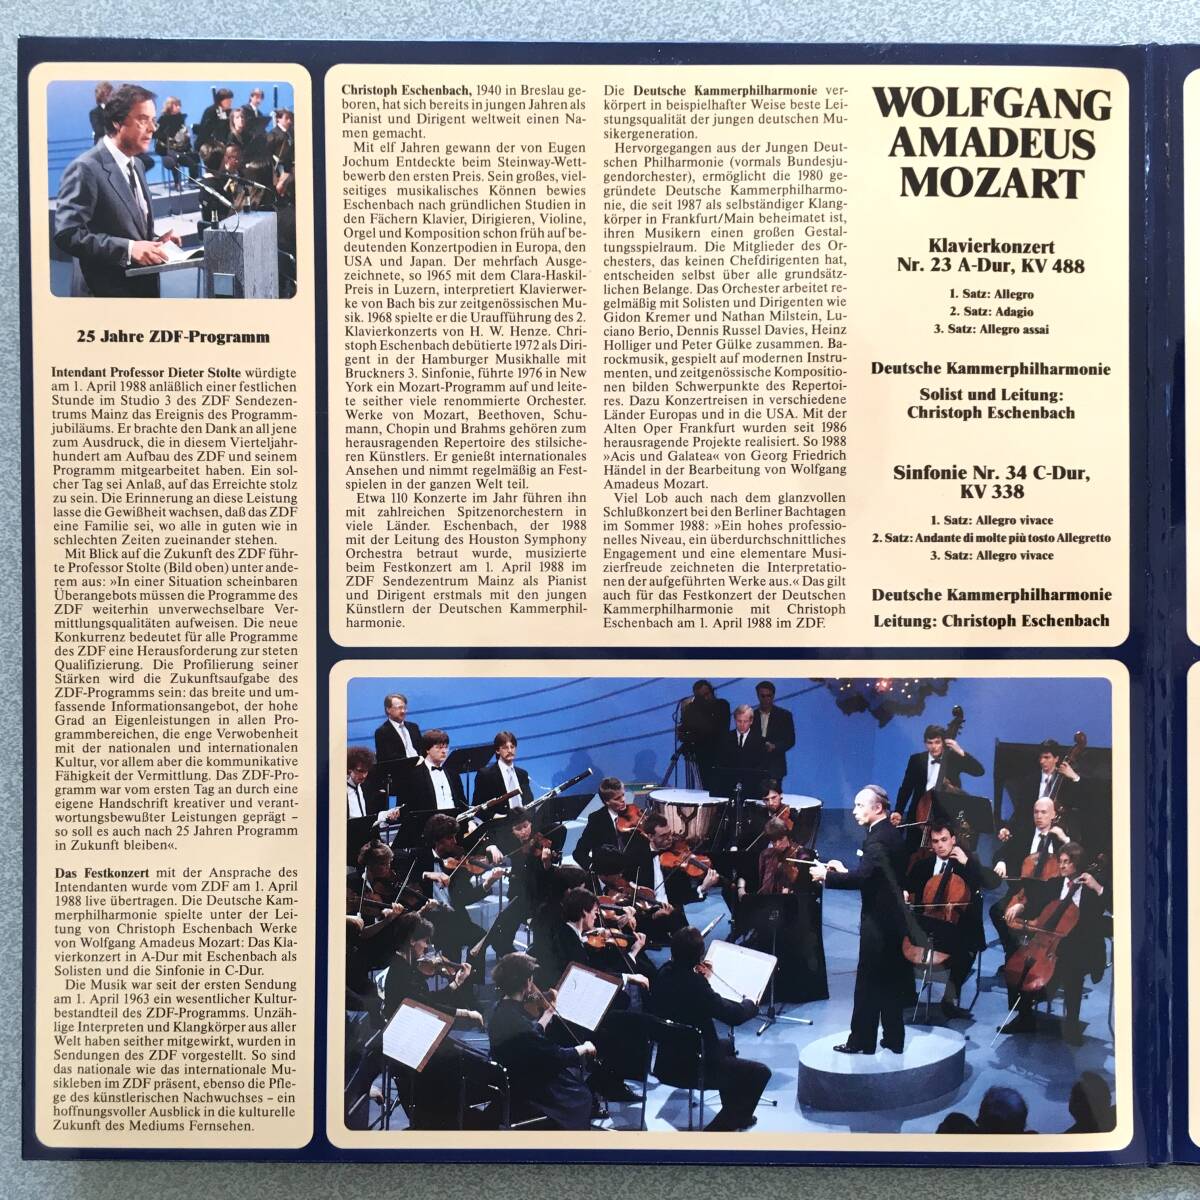 25 Jahre ZDF-Programm
Intendant Professor Dieter Stolte würdigte
am 1. April 1988 anläßlich einer festlichen
Stunde im Studio 3 des ZDF Sendezen-
trums Mainz das Ereignis des Programm-
jubiläums. Er brachte den Dank an all jene
zum Ausdruck, die in diesem Vierteljahr-
hundert am Aufbau des ZDF und seinem
Programm mitgearbeitet haben. Ein sol-
cher Tag sei Anlaß, auf das Erreichte stolz
zu sein. Die Erinnerung an diese Leistung
lasse die Gewißheit wachsen, daß das ZDF
eine Familie sei, wo alle in guten wie in
schlechten Zeiten zueinander stehen.
Mit Blick auf die Zukunft des ZDF führ-
te Professor Stolte (Bild oben) unter ande-
rem aus: »In einer Situation scheinbaren
Überangebots müssen die Programme des
ZDF weiterhin unverwechselbare Ver-
mittlungsqualitäten aufweisen. Die neue
Konkurrenz bedeutet für alle Programme
des ZDF eine Herausforderung zur steten
Qualifizierung. Die Profilierung seiner
Stärken wird die Zukunftsaufgabe des
ZDF-Programms sein: das breite und um-
fassende Informationsangebot, der hohe
Grad an Eigenleistungen in allen Pro-
grammbereichen, die enge Verwobenheit
mit der nationalen und internationalen
Kultur, vor allem aber die kommunikative
Fähigkeit der Vermittlung. Das ZDF-Pro-
gramm war vom ersten Tag an durch eine
eigene Handschrift kreativer und verant-
wortungsbewußter Leistungen geprägt –
so soll es auch nach 25 Jahren Programm
in Zukunft bleiben«.
Das Festkonzert mit der Ansprache des
Intendanten wurde vom ZDF am 1. April
1988 live übertragen. Die Deutsche Kam-
merphilharmonie spielte unter der Lei-
tung von Christoph Eschenbach Werke
von Wolfgang Amadeus Mozart: Das Kla-
vierkonzert in A-Dur mit Eschenbach als
Solisten und die Sinfonie in C-Dur.
Die Musik war seit der ersten Sendung
am 1. April 1963 ein wesentlicher Kultur-
bestandteil des ZDF-Programms. Unzäh-
lige Interpreten und Klangkörper aus aller
Welt haben seither mitgewirkt, wurden in
Sendungen des ZDF vorgestellt. So sind
das nationale wie das internationale Mu-
sikleben im ZDF präsent, ebenso die Pfle-
ge des künstlerischen Nachwuchses – ein
hoffnungsvoller Ausblick in die kulturelle
Zukunft des Mediums Fernsehen.
Christoph Eschenbach, 1940 in Breslau ge-
boren, hat sich bereits in jungen Jahren als
Pianist und Dirigent weltweit einen Na-
men gemacht.
Mit elf Jahren gewann der von Eugen
Jochum Entdeckte beim Steinway-Wett-
bewerb den ersten Preis. Sein großes, viel-
seitiges musikalisches Können bewies
Eschenbach nach gründlichen Studien in
den Fächern Klavier, Dirigieren, Violine,
Orgel und Komposition schon früh auf be-
deutenden Konzertpodien in Europa, den
USA und Japan. Der mehrfach Ausge-
zeichnete, so 1965 mit dem Clara-Haskil-
Preis in Luzern, interpretiert Klavierwer-
ke von Bach bis zur zeitgenössischen Mu-
sik. 1968 spielte er die Uraufführung des 2.
Klavierkonzerts von H. W. Henze. Chri-
stoph Eschenbach debütierte 1972 als Diri-
gent in der Hamburger Musikhalle mit
Bruckners 3. Sinfonie, führte 1976 in New
York ein Mozart-Programm auf und leite-
te seither viele renommierte Orchester.
Werke von Mozart, Beethoven, Schu-
mann, Chopin und Brahms gehören zum
herausragenden Repertoire des stilsiche-
ren Künstlers. Er genießt internationales
Ansehen und nimmt regelmäßig an Fest-
spielen in der ganzen Welt teil.
Etwa 110 Konzerte im Jahr führen ihn
mit zahlreichen Spitzenorchestern in
viele Länder. Eschenbach, der 1988
mit der Leitung des Houston Symphony
Orchestra betraut wurde, musizierte
beim Festkonzert am 1. April 1988 im
ZDF Sendezentrum Mainz als Pianist
und Dirigent erstmals mit den jungen
Künstlern der Deutschen Kammerphil-
harmonie.
Die Deutsche Kammerphilharmonie ver-
körpert in beispielhafter Weise beste Lei-
stungsqualität der jungen deutschen Mu-
sikergeneration.
Hervorgegangen aus der Jungen Deut-
schen Philharmonie (vormals Bundesju-
gendorchester), ermöglicht die 1980 ge-
gründete Deutsche Kammerphilharmo-
nie, die seit 1987 als selbständiger Klang-
körper in Frankfurt/Main beheimatet ist,
ihren Musikern einen großen Gestal-
tungsspielraum. Die Mitglieder des Or-
chesters, das keinen Chefdirigenten hat,
entscheiden selbst über alle grundsätz-
lichen Belange. Das Orchester arbeitet re-
gelmäßig mit Solisten und Dirigenten wie
Gidon Kremer und Nathan Milstein, Lu-
ciano Berio, Dennis Russel Davies, Heinz
Holliger und Peter Gülke zusammen. Ba-
rockmusik, gespielt auf modernen Instru-
menten, und zeitgenössische Kompositio-
nen bilden Schwerpunkte des Repertoi-
res. Dazu Konzertreisen in verschiedene
Länder Europas und in die USA. Mit der
Alten Oper Frankfurt wurden seit 1986
herausragende Projekte realisiert. So 1988
»Acis und Galatea« von Georg Friedrich
Händel in der Bearbeitung von Wolfgang
Amadeus Mozart.
Viel Lob auch nach dem glanzvollen
Schlußkonzert bei den Berliner Bachtagen
im Sommer 1988: »Ein hohes professio-
nelles Niveau, ein überdurchschnittliches
Engagement und eine elementare Musi-
zierfreude zeichneten die Interpretatio-
nen der aufgeführten Werke aus.« Das gilt
auch für das Festkonzert der Deutschen
Kammerphilharmonie mit Christoph
Eschenbach am 1. April 1988 im ZDF.
WOLFGANG
AMADEUS
MOZART
Klavierkonzert
Nr. 23 A-Dur, KV 488
1. Satz: Allegro
2. Satz: Adagio
3. Satz: Allegro assai
Deutsche Kammerphilharmonie
Solist und Leitung:
Christoph Eschenbach
Sinfonie Nr. 34 C-Dur,
KV 338
1. Satz: Allegro vivace
2. Satz: Andante di molte più tosto Allegretto
3. Satz: Allegro vivace
Deutsche Kammerphilharmonie
Leitung: Christoph Eschenbach